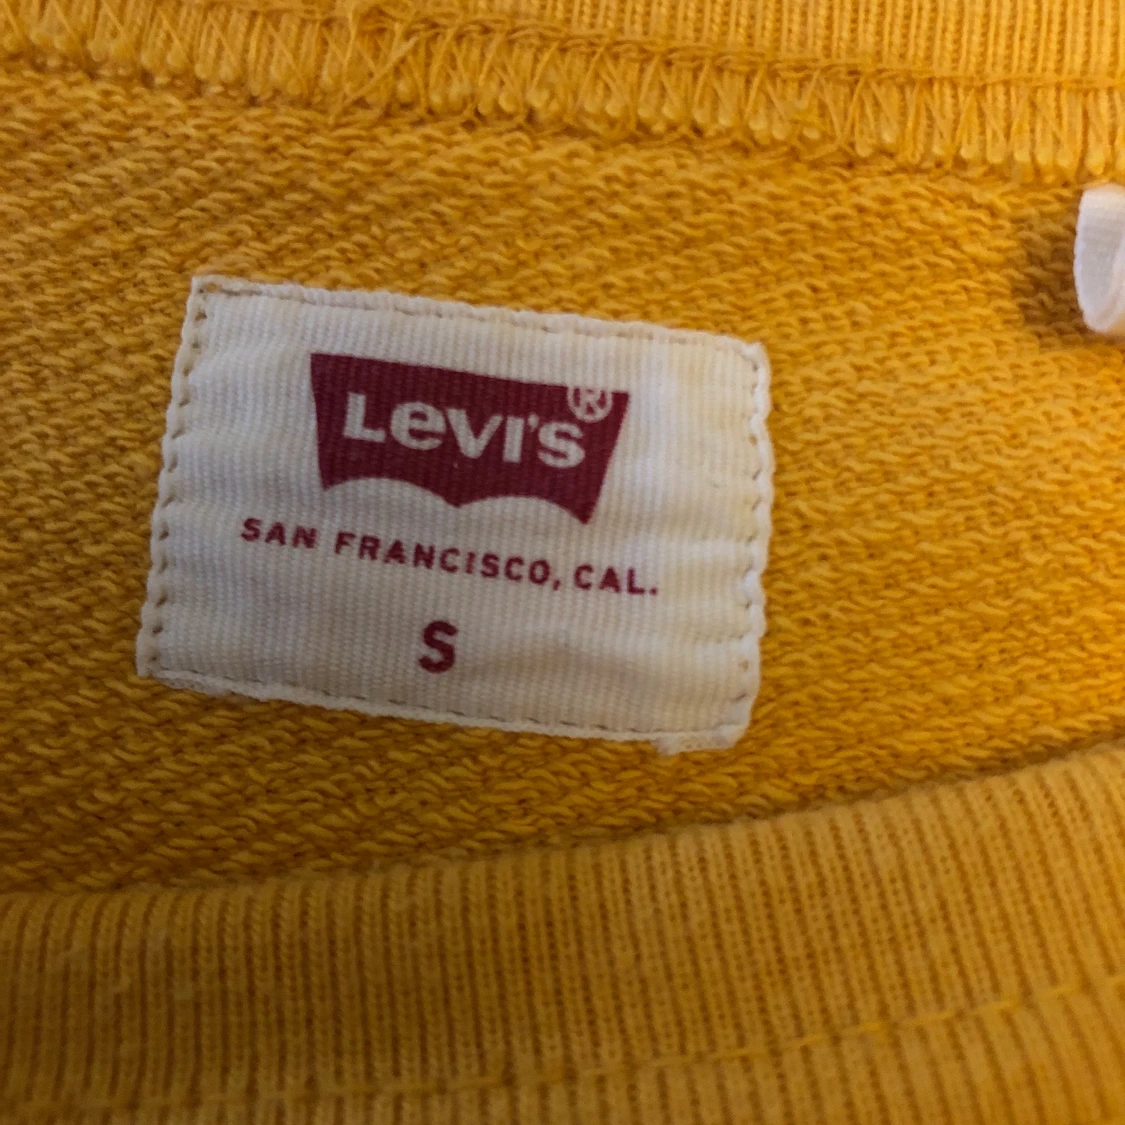 LEVI'S®
SAN FRANCISCO, CAL.
S